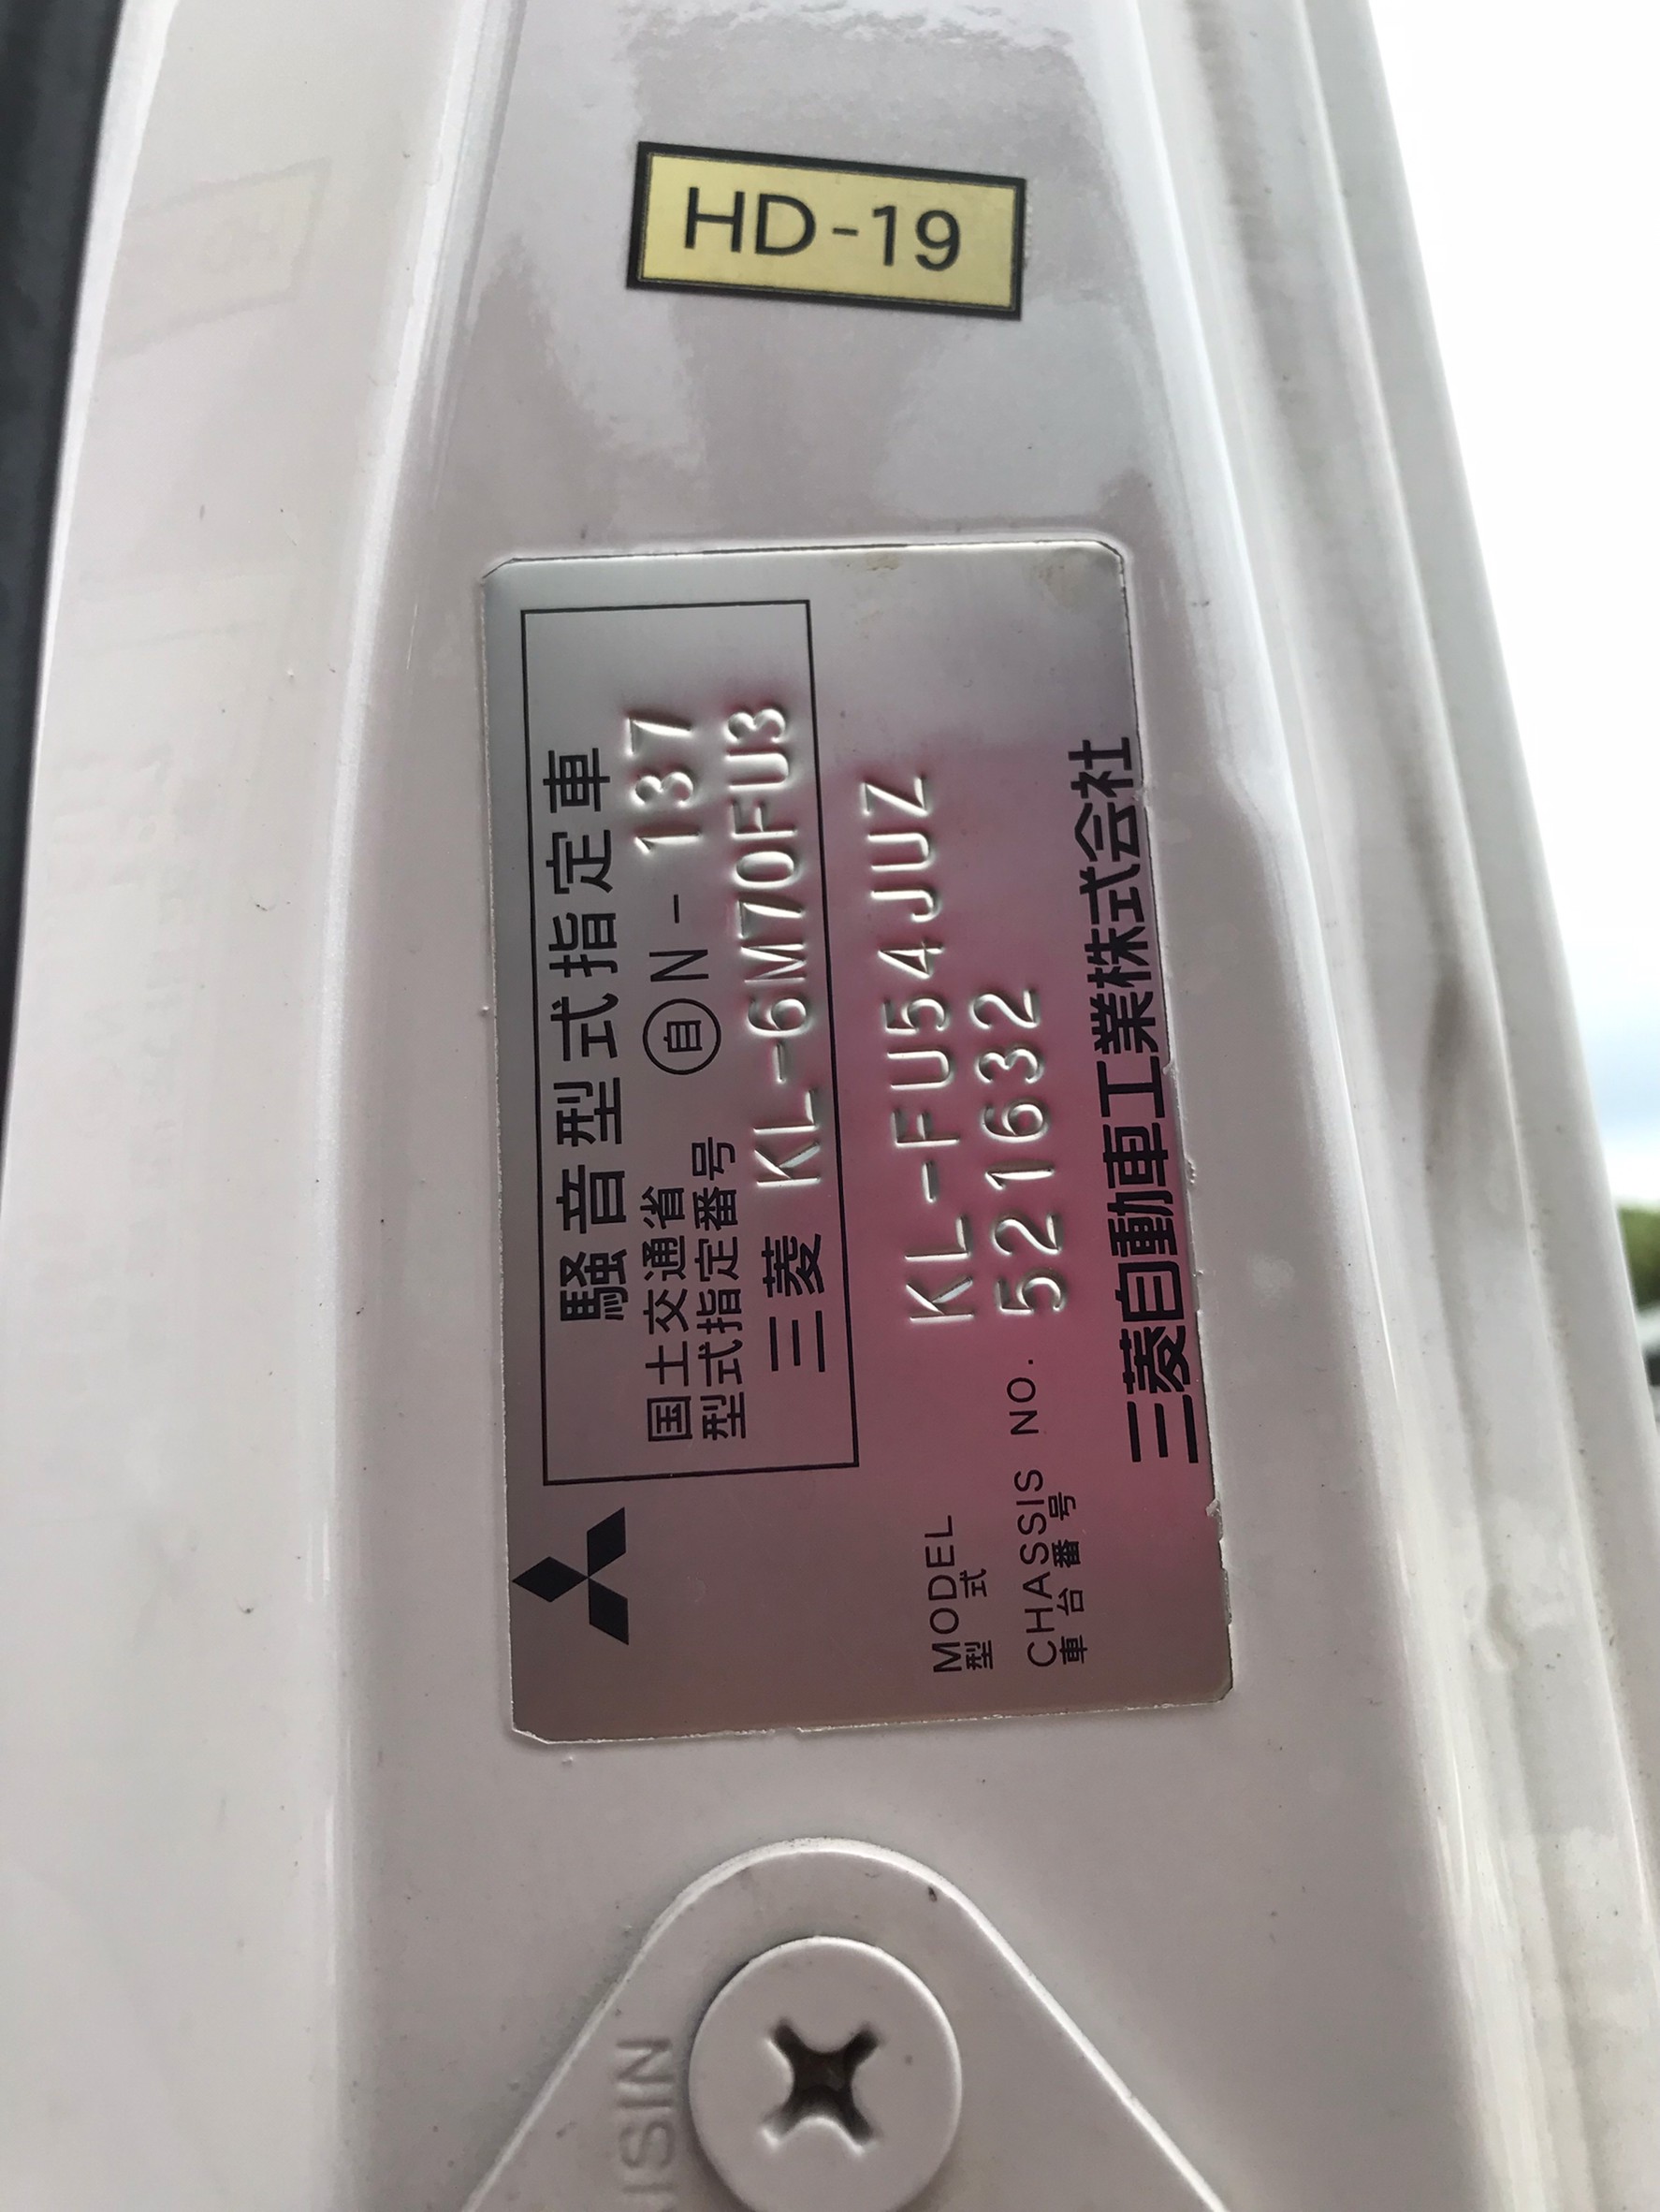 HD-19
騒音型式指定車
国土交通省
型式指定番号 自 N- 137
三菱 KL-6M70FU3
MODEL KL-FU54JUZ
型式
CHASSIS NO. 521632
車台番号
三菱自動車工業株式会社